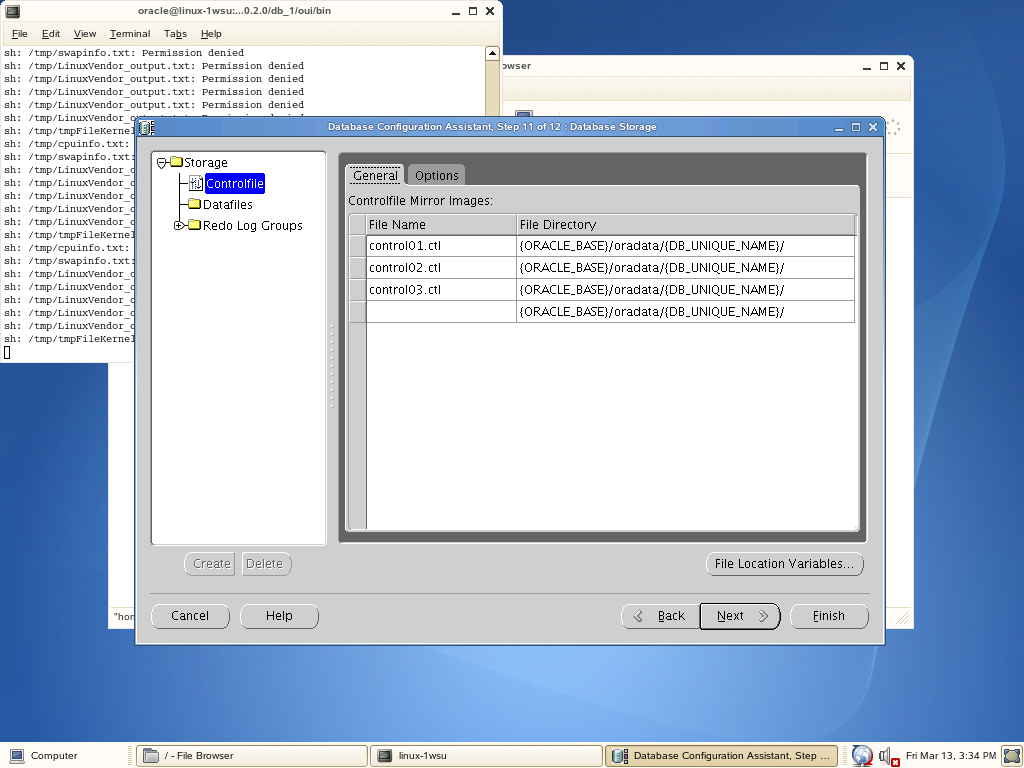 oracle@linux-1wsu:...0.2.0/db_1/oui/bin
File Edit View Terminal Tabs Help
sh: /tmp/swapinfo.txt: Permission denied
sh: /tmp/LinuxVendor_output.txt: Permission denied
sh: /tmp/LinuxVendor_output.txt: Permission denied
sh: /tmp/LinuxVendor_output.txt: Permission denied
sh: /tmp/LinuxVendor_output.txt: Permission denied
sh: /tmp/LinuxVendor_ou
sh: /tmp/tmpFileKernel
sh: /tmp/cpuinfo.txt:
sh: /tmp/swapinfo.txt:
sh: /tmp/LinuxVendor_o
sh: /tmp/LinuxVendor_o
sh: /tmp/LinuxVendor_o
sh: /tmp/LinuxVendor_o
sh: /tmp/LinuxVendor_o
sh: /tmp/tmpFileKernel
sh: /tmp/cpuinfo.txt:
sh: /tmp/swapinfo.txt:
sh: /tmp/LinuxVendor_o
sh: /tmp/LinuxVendor_o
sh: /tmp/LinuxVendor_o
sh: /tmp/LinuxVendor_o
sh: /tmp/LinuxVendor_o
sh: /tmp/tmpFileKernel
owser
Database Configuration Assistant, Step 11 of 12 : Database Storage
Storage
Controlfile
Datafiles
Redo Log Groups
General Options
Controlfile Mirror Images:
File Name File Directory
control01.ctl {ORACLE_BASE}/oradata/{DB_UNIQUE_NAME}/
control02.ctl {ORACLE_BASE}/oradata/{DB_UNIQUE_NAME}/
control03.ctl {ORACLE_BASE}/oradata/{DB_UNIQUE_NAME}/
{ORACLE_BASE}/oradata/{DB_UNIQUE_NAME}/
Create Delete File Location Variables...
Cancel Help Back Next Finish
"hon
Computer / - File Browser linux-1wsu Database Configuration Assistant, Step ... Fri Mar 13, 3:34 PM